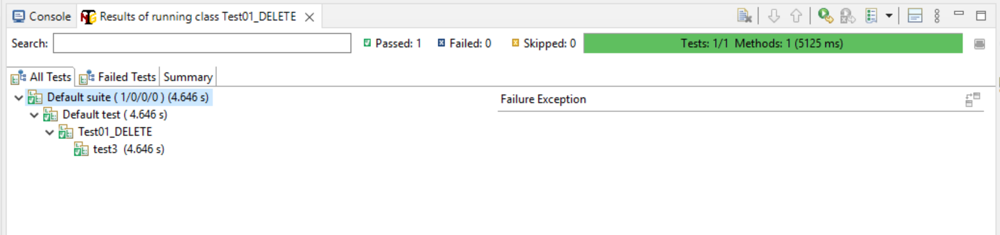 Console Results of running class Test01_DELETE
Search: Passed: 1 Failed: 0 Skipped: 0 Tests: 1/1 Methods: 1 (5125 ms)
All Tests Failed Tests Summary
Default suite ( 1/0/0/0 ) (4.646 s) Failure Exception
Default test ( 4.646 s)
Test01_DELETE
test3 (4.646 s)